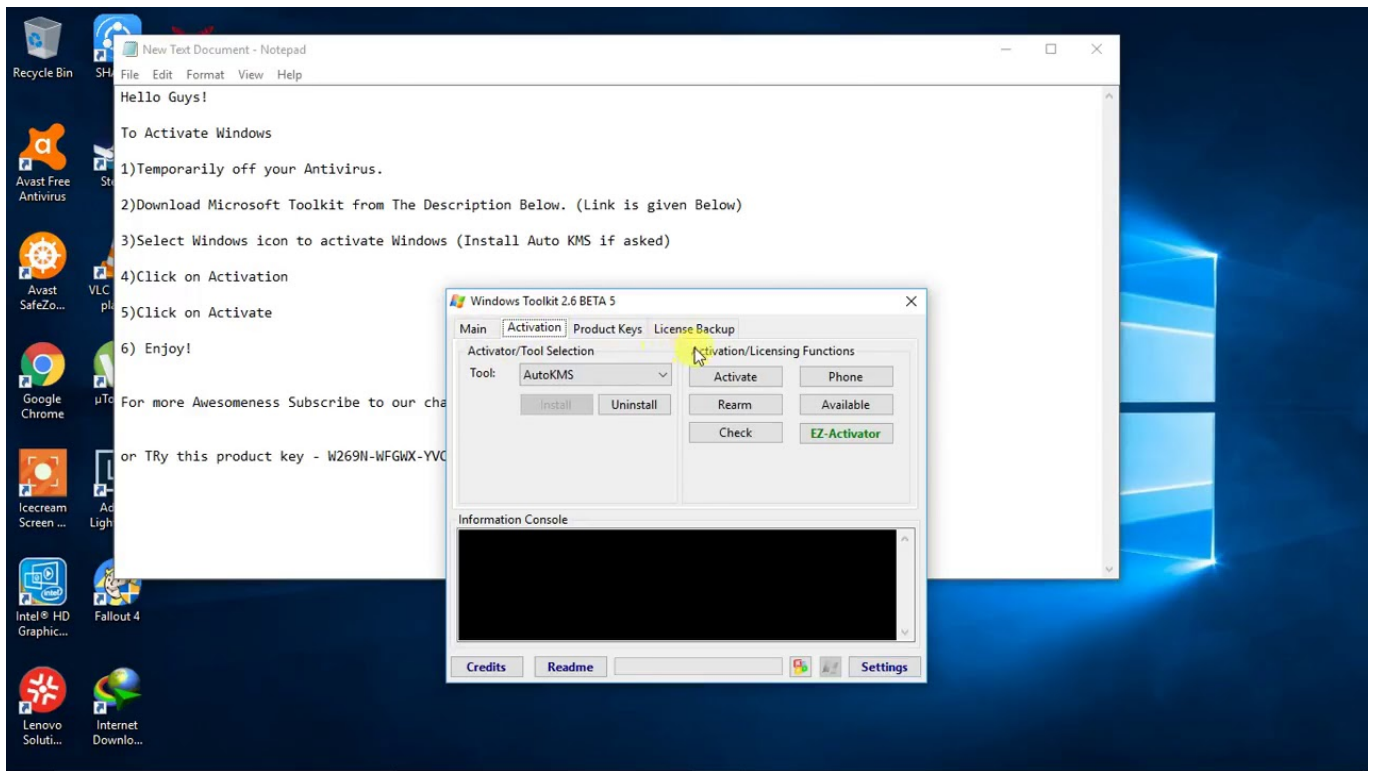 Recycle Bin
New Text Document - Notepad
File Edit Format View Help
Hello Guys!
To Activate Windows
1)Temporarily off your Antivirus.
2)Download Microsoft Toolkit from The Description Below. (Link is given Below)
3)Select Windows icon to activate Windows (Install Auto KMS if asked)
4)Click on Activation
5)Click on Activate
6) Enjoy!
For more Awesomeness Subscribe to our cha
or TRy this product key - W269N-WFGWX-YVC
Avast Free
Antivirus
Avast
SafeZo...
VLC
Google
Chrome
Icecream
Screen ...
Intel® HD
Graphic...
Fallout 4
Lenovo
Soluti...
Internet
Downlo...
Windows Toolkit 2.6 BETA 5
Main Activation Product Keys License Backup
Activator/Tool Selection
Tool: AutoKMS
Install Uninstall
Activation/Licensing Functions
Activate Phone
Rearm Available
Check EZ-Activator
Information Console
Credits Readme Settings